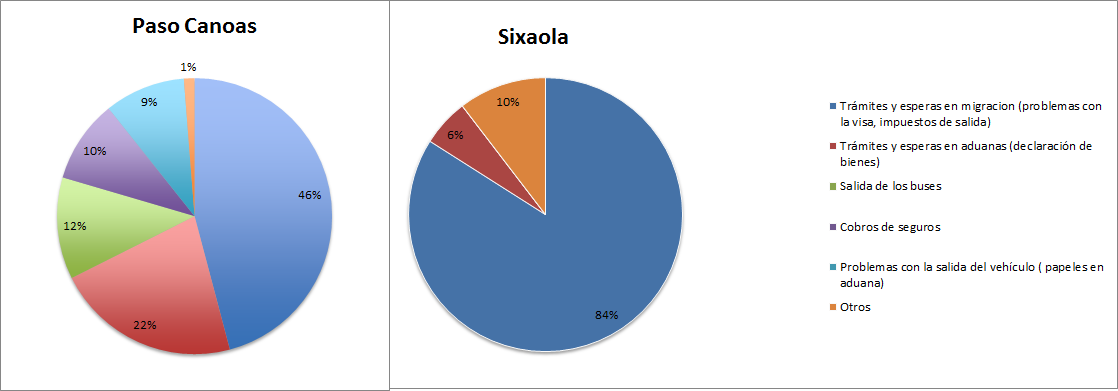 Paso Canoas
1%
9%
10%
12%
22%
46%
Sixaola
10%
6%
84%
Trámites y esperas en migracion (problemas con
la visa, impuestos de salida)
Trámites y esperas en aduanas (declaración de
bienes)
Salida de los buses
Cobros de seguros
Problemas con la salida del vehículo ( papeles en
aduana)
Otros